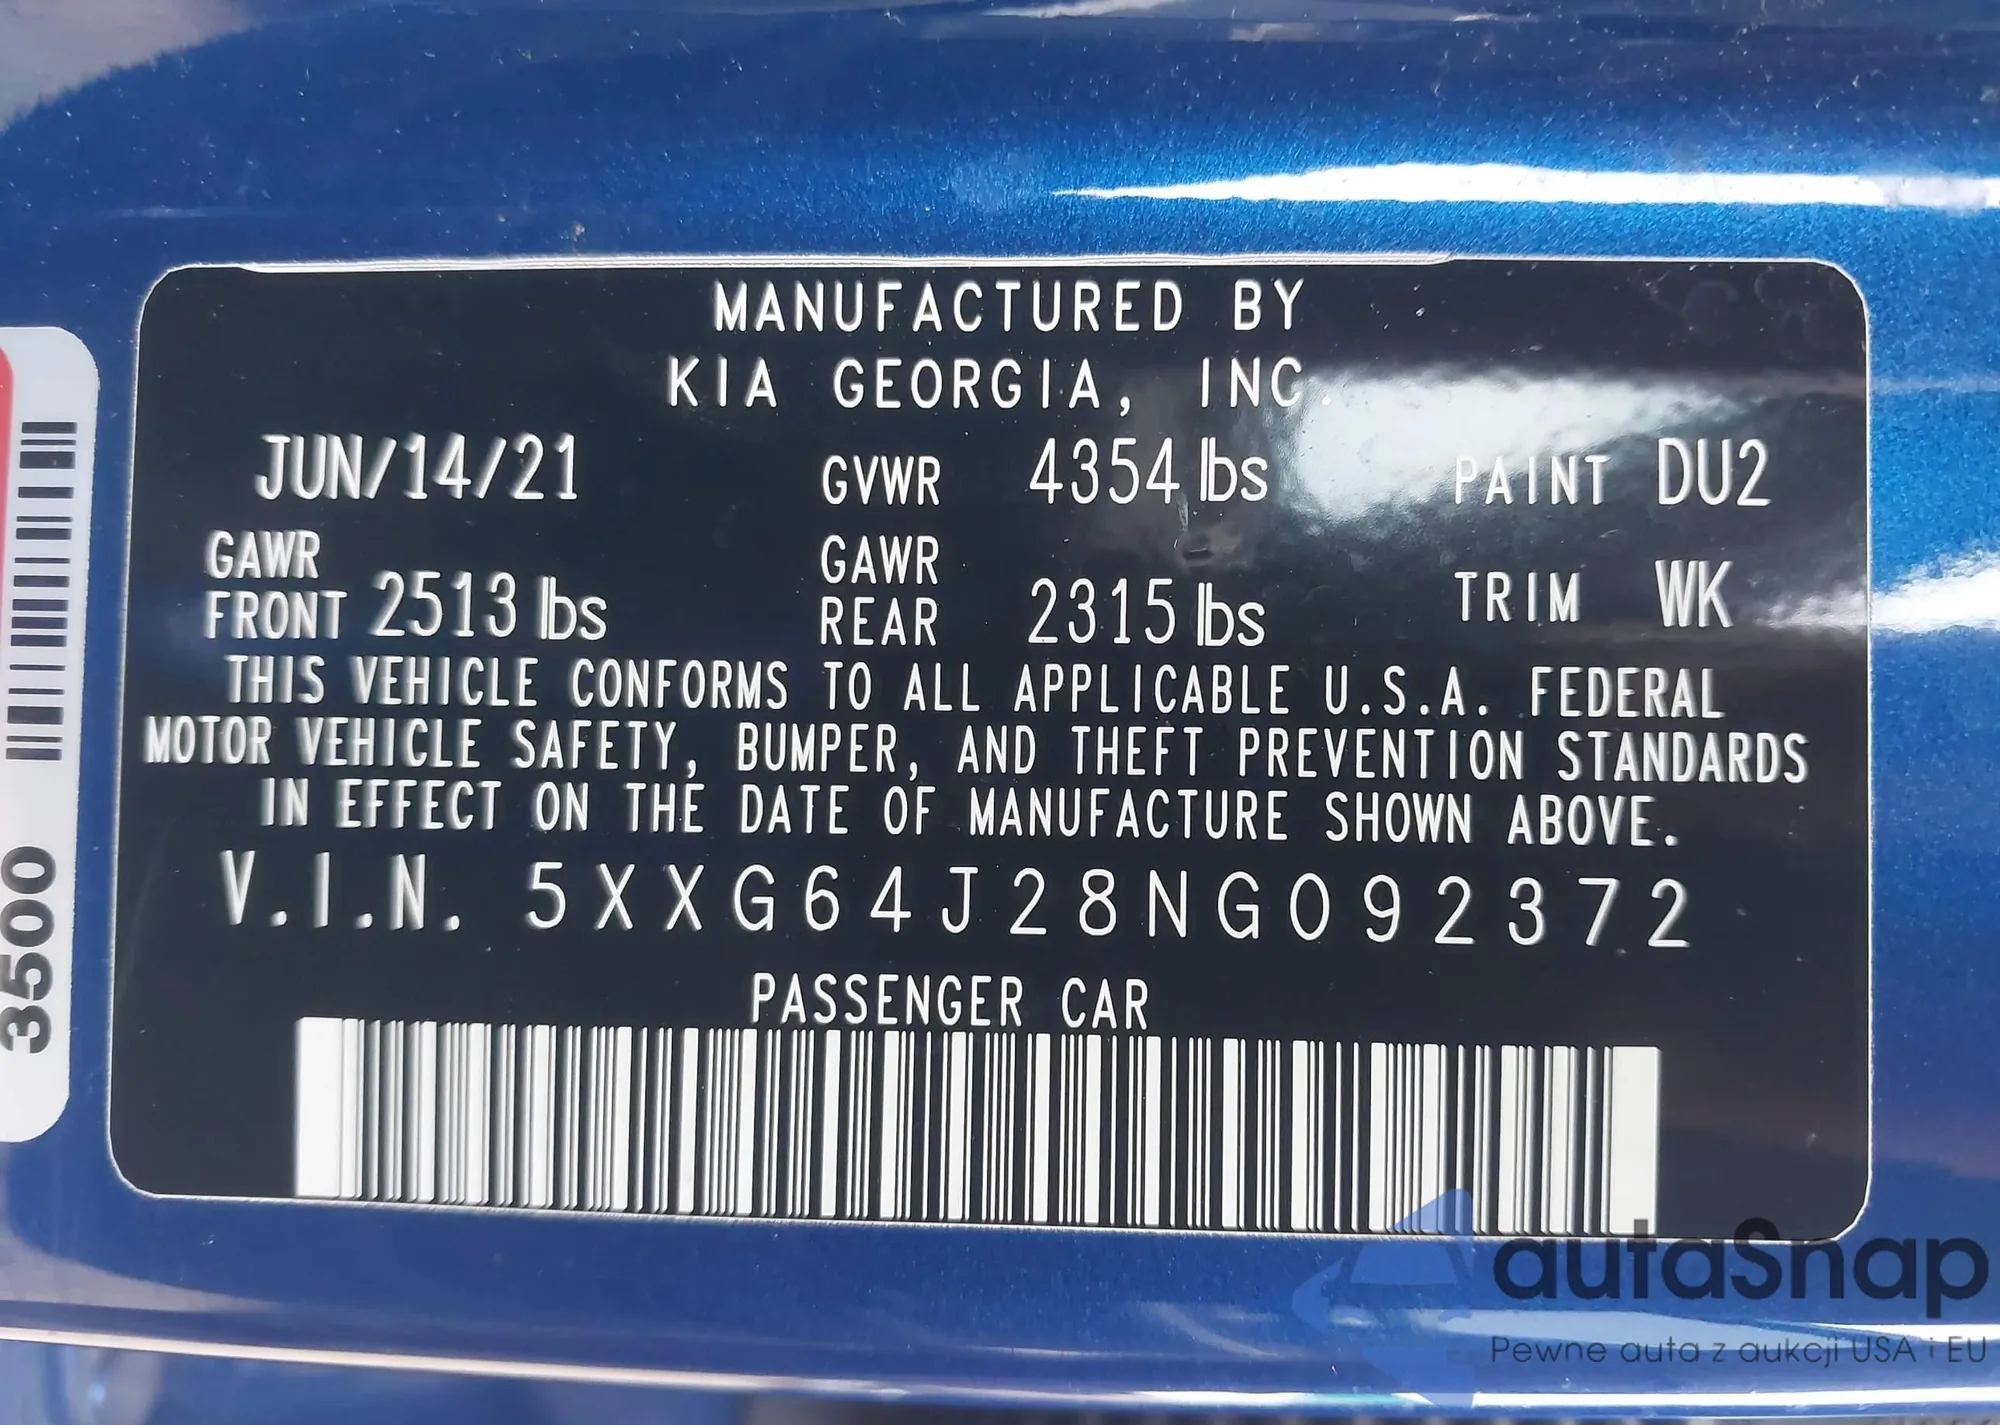 MANUFACTURED BY
KIA GEORGIA, INC.
JUN/14/21 GVWR 4354 lbs PAINT DU2
GAWR FRONT 2513 lbs GAWR REAR 2315 lbs TRIM WK
THIS VEHICLE CONFORMS TO ALL APPLICABLE U.S.A. FEDERAL
MOTOR VEHICLE SAFETY, BUMPER, AND THEFT PREVENTION STANDARDS
IN EFFECT ON THE DATE OF MANUFACTURE SHOWN ABOVE.
V.I.N. 5XXG64J28NG092372
PASSENGER CAR
3500
autaSnap
Pewne auta z aukcji USA i EU